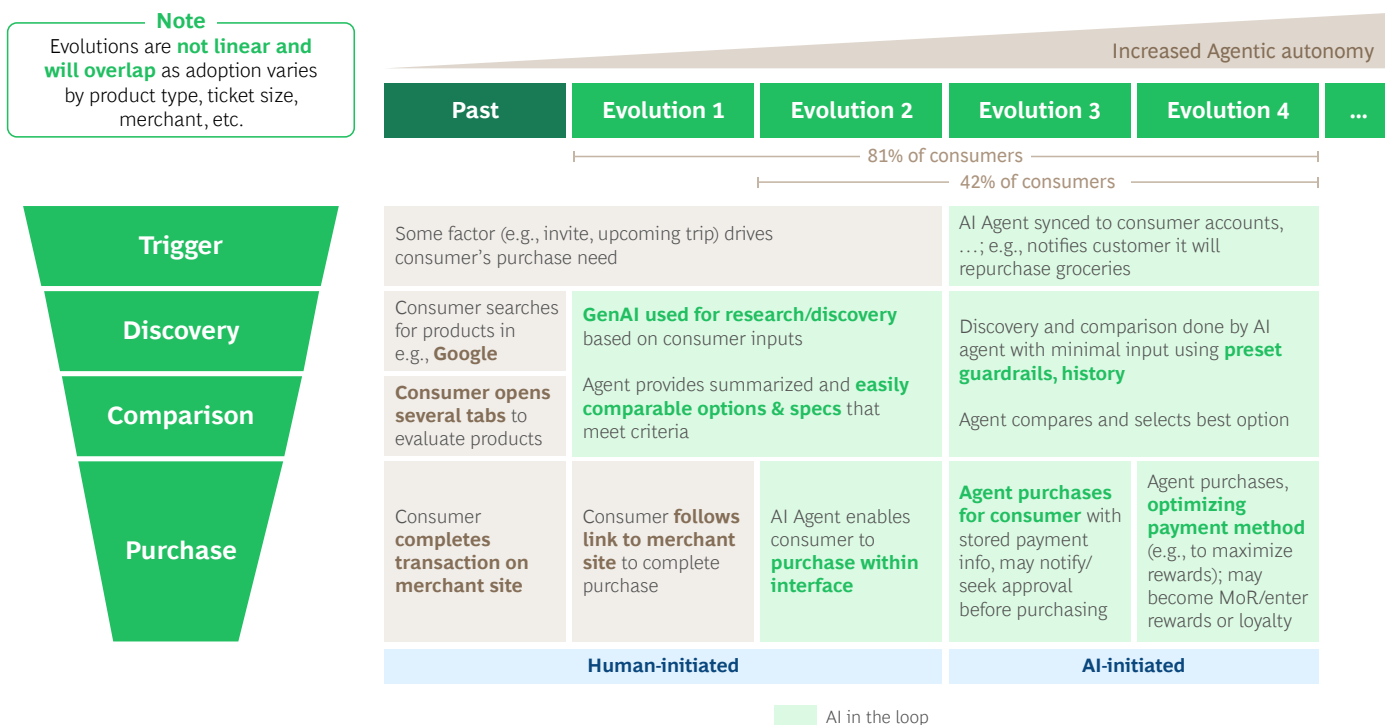 Note
Evolutions are not linear and
will overlap as adoption varies
by product type, ticket size,
merchant, etc.
Increased Agentic autonomy
Past
Evolution 1
Evolution 2
Evolution 3
Evolution 4
...
81% of consumers
42% of consumers
Trigger
Some factor (e.g., invite, upcoming trip) drives
consumer's purchase need
AI Agent synced to consumer accounts,
…; e.g., notifies customer it will
repurchase groceries
Discovery
Consumer searches
for products in
e.g., Google
GenAI used for research/discovery
based on consumer inputs
Agent provides summarized and easily
comparable options & specs that
meet criteria
Discovery and comparison done by AI
agent with minimal input using preset
guardrails, history
Agent compares and selects best option
Comparison
Consumer opens
several tabs to
evaluate products
Purchase
Consumer
completes
transaction on
merchant site
Consumer follows
link to merchant
site to complete
purchase
AI Agent enables
consumer to
purchase within
interface
Agent purchases
for consumer with
stored payment
info, may notify/
seek approval
before purchasing
Agent purchases,
optimizing
payment method
(e.g., to maximize
rewards); may
become MoR/enter
rewards or loyalty
Human-initiated
AI-initiated
AI in the loop